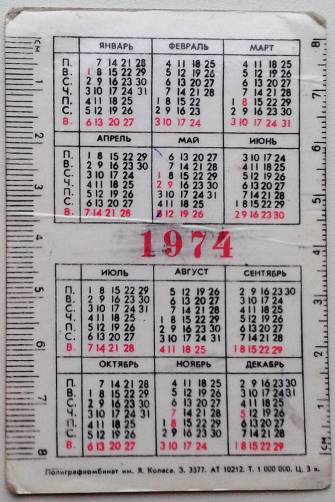 см
8
ЯНВАРЬ ФЕВРАЛЬ МАРТ
П. 7 14 21 28 4 11 18 25 4 11 18 25
В. 1 8 15 22 29 5 12 19 26 5 12 19 26
С. 2 9 16 23 30 6 13 20 27 6 13 20 27
Ч. 3 10 17 24 31 7 14 21 28 7 14 21 28
П. 4 11 18 25 1 8 15 22 1 8 15 22 29
С. 5 12 19 26 2 9 16 23 2 9 16 23 30
В. 6 13 20 27 3 10 17 24 3 10 17 24 31
АПРЕЛЬ МАЙ ИЮНЬ
П. 1 8 15 22 29 6 13 20 27 3 10 17 24
В. 2 9 16 23 30 7 14 21 28 4 11 18 25
С. 3 10 17 24 1 8 15 22 29 5 12 19 26
Ч. 4 11 18 25 2 9 16 23 30 6 13 20 27
П. 5 12 19 26 3 10 17 24 31 7 14 21 28
С. 6 13 20 27 4 11 18 25 1 8 15 22 29
В. 7 14 21 28 5 12 19 26 2 9 16 23 30
1974
ИЮЛЬ АВГУСТ СЕНТЯБРЬ
П. 1 8 15 22 29 5 12 19 26 2 9 16 23 30
В. 2 9 16 23 30 6 13 20 27 3 10 17 24
С. 3 10 17 24 31 7 14 21 28 4 11 18 25
Ч. 4 11 18 25 1 8 15 22 29 5 12 19 26
П. 5 12 19 26 2 9 16 23 30 6 13 20 27
С. 6 13 20 27 3 10 17 24 31 7 14 21 28
В. 7 14 21 28 4 11 18 25 1 8 15 22 29
ОКТЯБРЬ НОЯБРЬ ДЕКАБРЬ
П. 7 14 21 28 4 11 18 25 2 9 16 23 30
В. 1 8 15 22 29 5 12 19 26 3 10 17 24 31
С. 2 9 16 23 30 6 13 20 27 4 11 18 25
Ч. 3 10 17 24 31 7 14 21 28 5 12 19 26
П. 4 11 18 25 1 8 15 22 29 6 13 20 27
С. 5 12 19 26 2 9 16 23 30 7 14 21 28
В. 6 13 20 27 3 10 17 24 1 8 15 22 29
Полиграфкомбинат им. Я. Коласа. З. 3377. АТ 10212. Т. 1 000 000. Ц. 3 к.
1
2
3
4
5
6
7
8
7
6
5
4
3
2
1
см